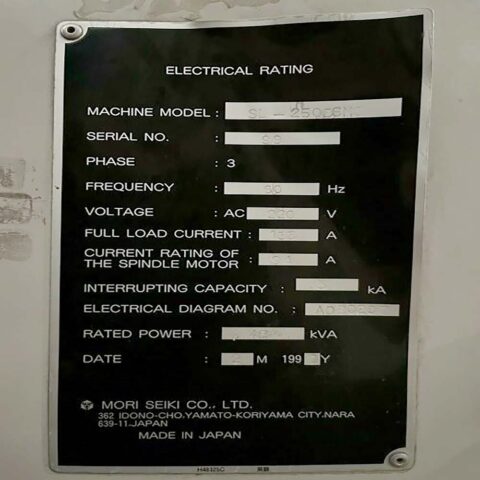 ELECTRICAL RATING
MACHINE MODEL :
SERIAL NO. :
PHASE : 3
FREQUENCY : 60 Hz
VOLTAGE : AC 220 V
FULL LOAD CURRENT : A
CURRENT RATING OF
THE SPINDLE MOTOR : A
INTERRUPTING CAPACITY : kA
ELECTRICAL DIAGRAM NO. :
RATED POWER : kVA
DATE : M 199 Y
MORI SEIKI CO., LTD.
362 IDONO-CHO,YAMATO-KORIYAMA CITY,NARA
639-11,JAPAN
MADE IN JAPAN